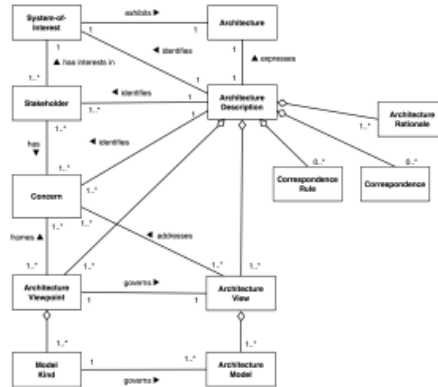 System-of-
Interest
exhibits ▶
1
1
Architecture
1
1
1
◀ identifies
▲ has interests in
▲ expresses
1..*
1
1
Stakeholder
1..*
◀ identifies
1
Architecture
Description
1..*
1
1..*
Architecture
Rationale
has
▼
◀ identifies
1..*
0..*
0..*
Correspondence
Rule
Correspondence
Concern
1..*
1..*
1..*
frames ▲
◀ addresses
1..*
1..*
1..*
1..*
Architecture
Viewpoint
governs ▶
1
1
Architecture
View
1..*
1..*
Model
Kind
1
1..*
Architecture
Model
governs ▶